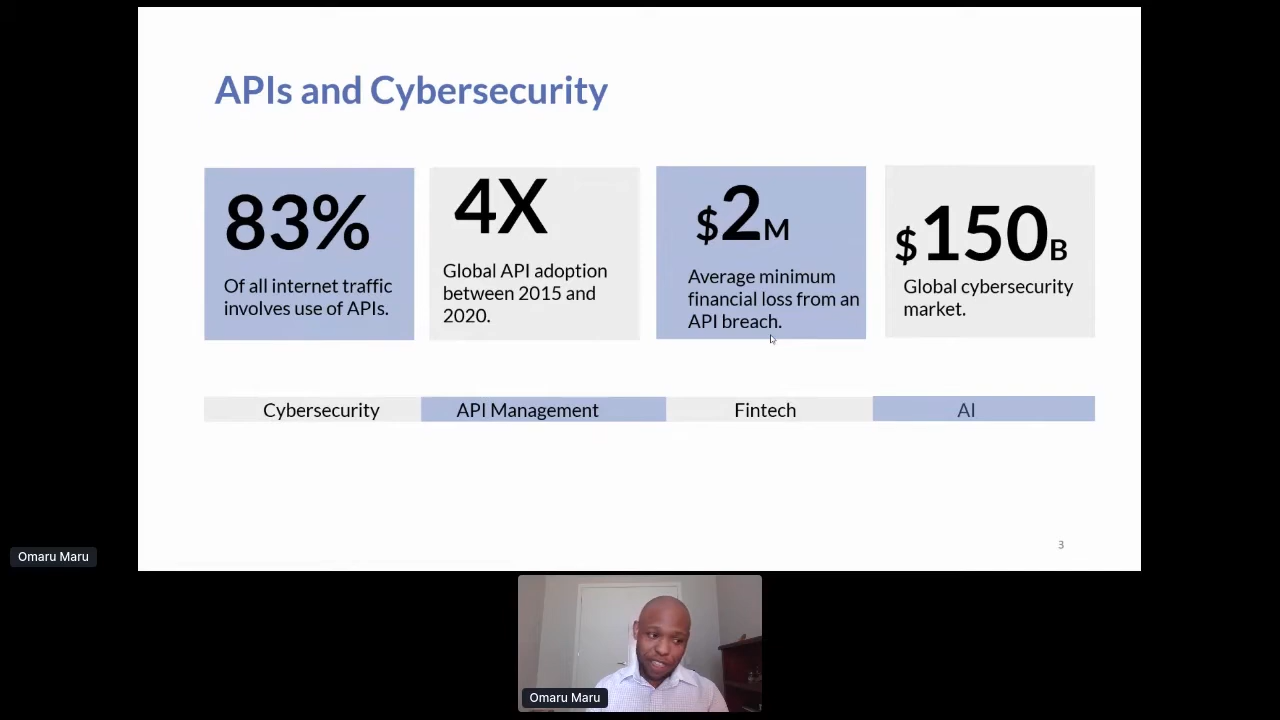 APIs and Cybersecurity
83%
Of all internet traffic
involves use of APIs.
4X
Global API adoption
between 2015 and
2020.
$2M
Average minimum
financial loss from an
API breach.
$150B
Global cybersecurity
market.
Cybersecurity
API Management
Fintech
AI
3
Omaru Maru
Omaru Maru